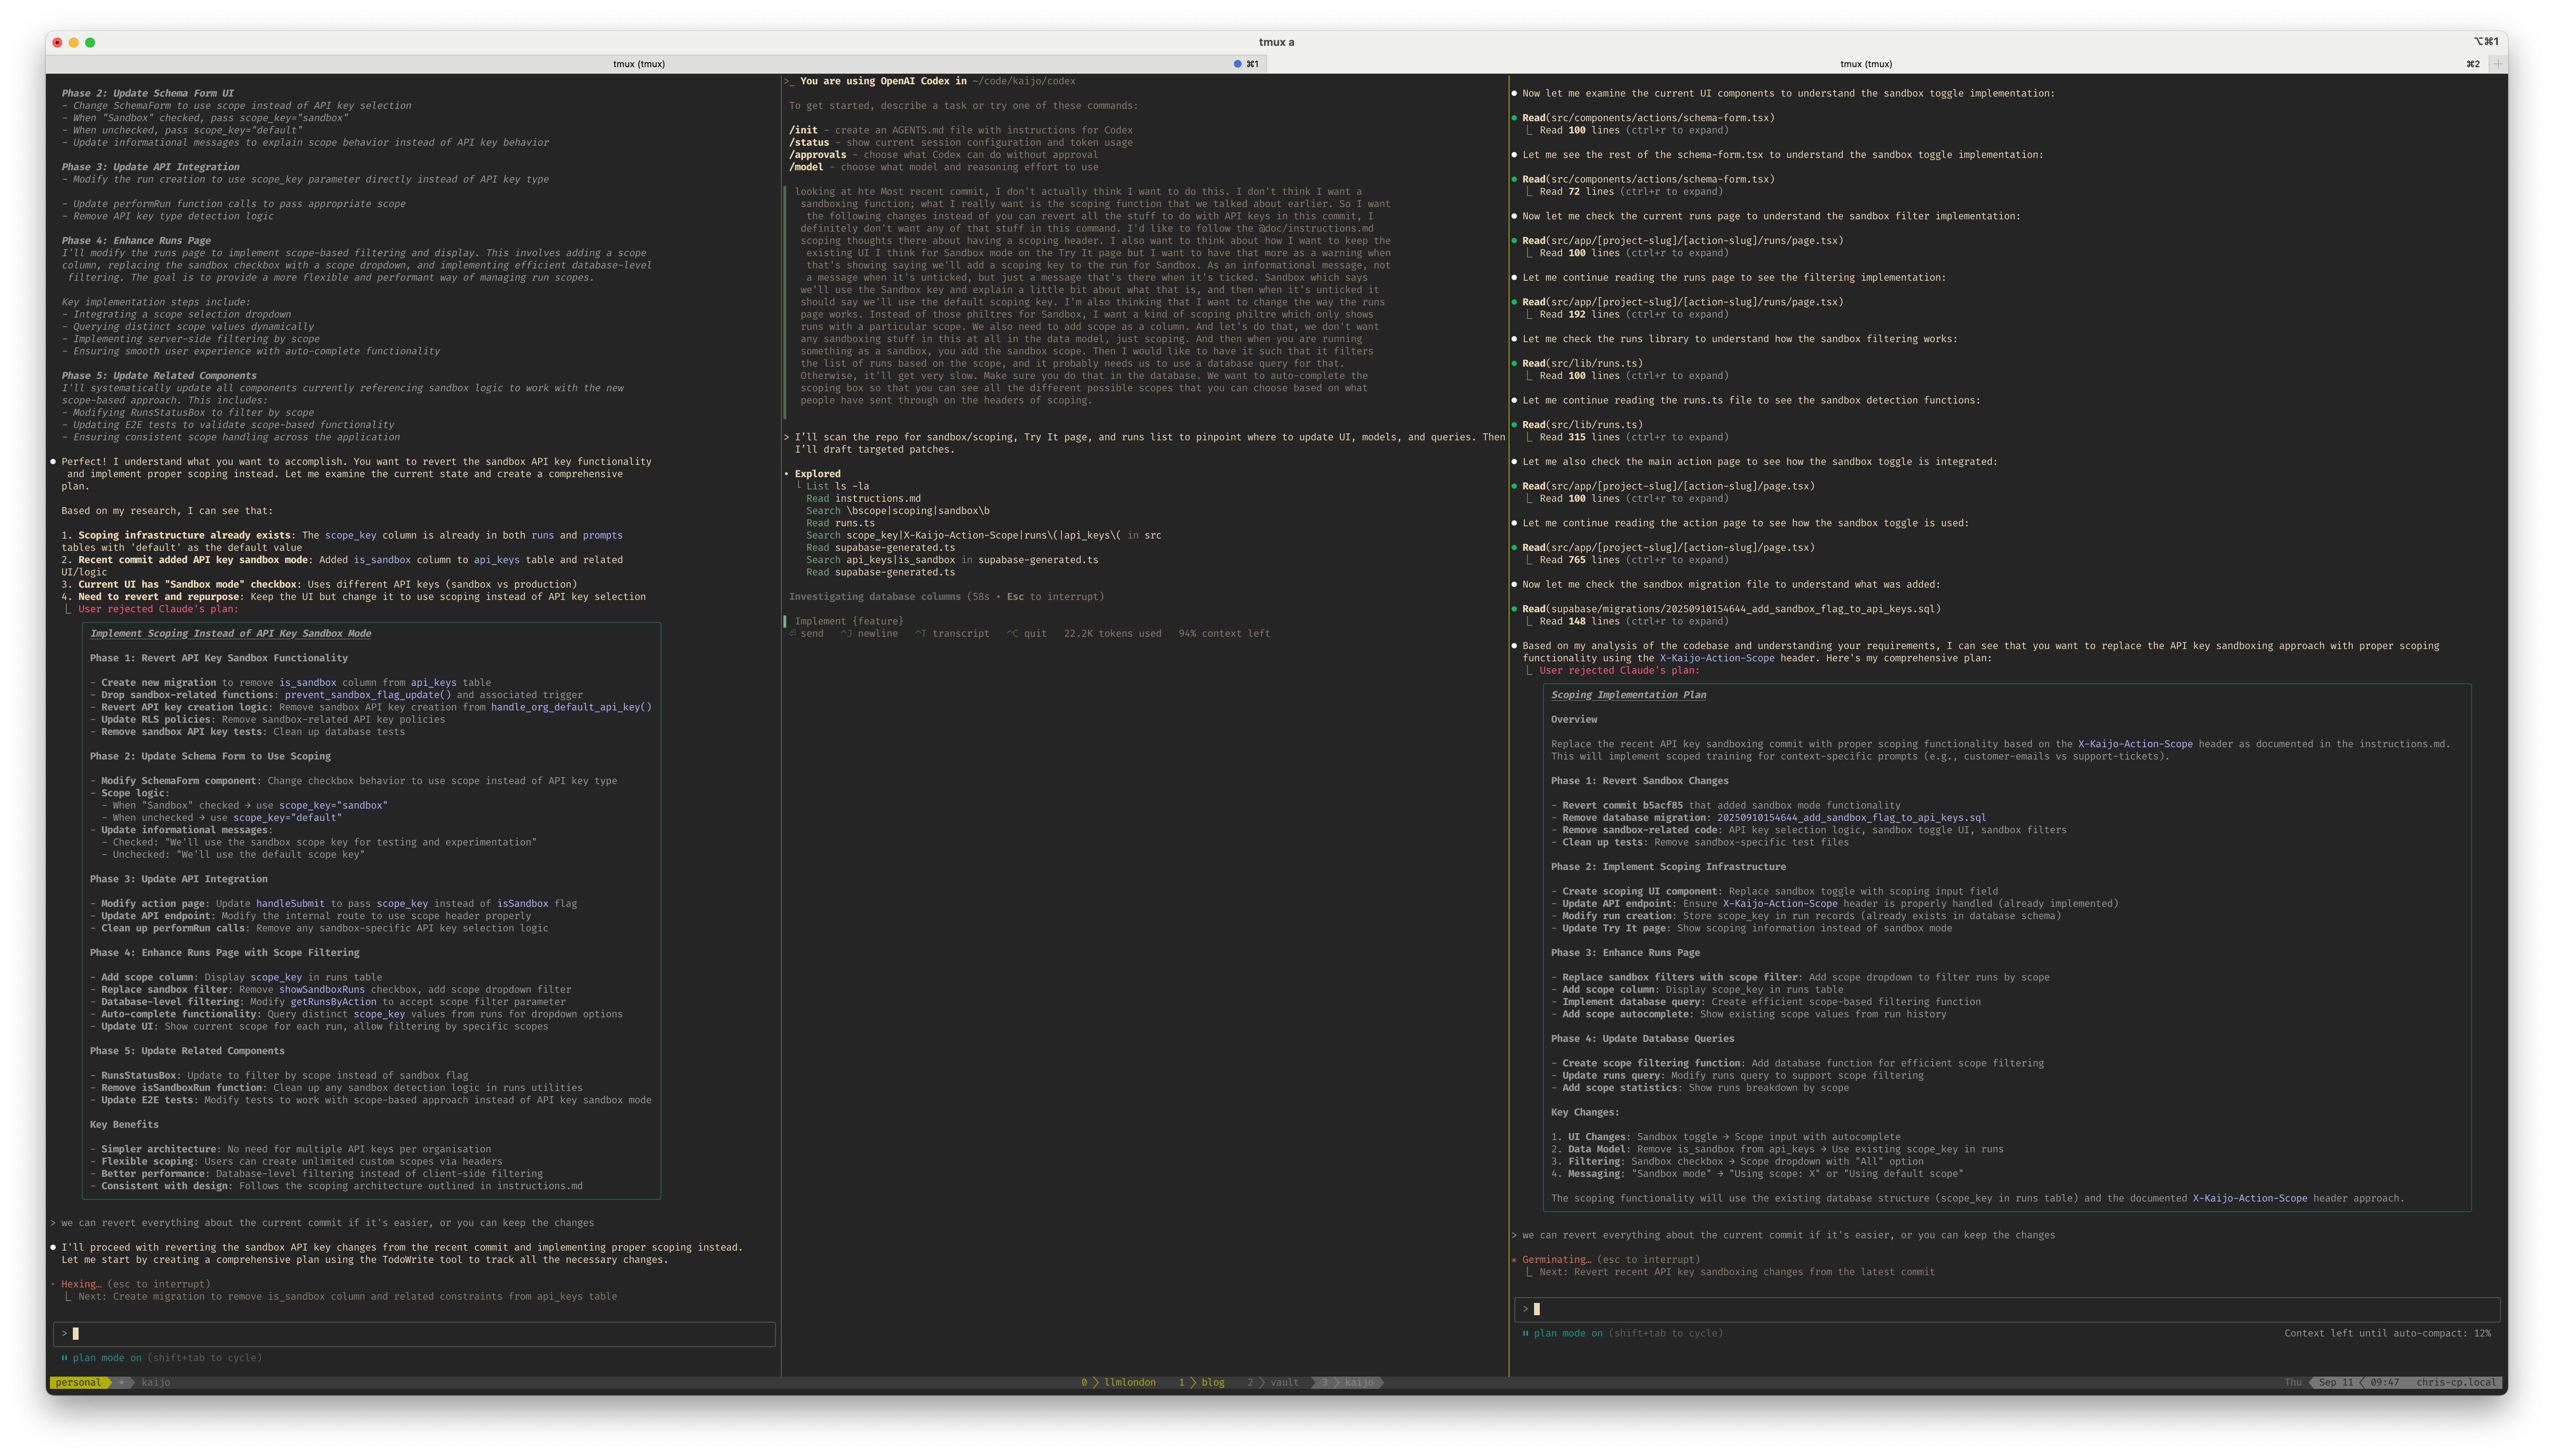 tmux a
⌥⌘1
tmux (tmux)
⌘1
tmux (tmux)
⌘2
Phase 2: Update Schema Form UI
- Change SchemaForm to use scope instead of API key selection
- When "Sandbox" checked, pass scope_key="sandbox"
- When unchecked, pass scope_key="default"
- Update informational messages to explain scope behavior instead of API key behavior
Phase 3: Update API Integration
- Modify the run creation to use scope_key parameter directly instead of API key type
- Update performRun function calls to pass appropriate scope
- Remove API key type detection logic
Phase 4: Enhance Runs Page
I'll modify the runs page to implement scope-based filtering and display. This involves adding a scope
column, replacing the sandbox checkbox with a scope dropdown, and implementing efficient database-level
filtering. The goal is to provide a more flexible and performant way of managing run scopes.
Key implementation steps include:
- Integrating a scope selection dropdown
- Querying distinct scope values dynamically
- Implementing server-side filtering by scope
- Ensuring smooth user experience with auto-complete functionality
Phase 5: Update Related Components
I'll systematically update all components currently referencing sandbox logic to work with the new
scope-based approach. This includes:
- Modifying RunsStatusBox to filter by scope
- Updating E2E tests to validate scope-based functionality
- Ensuring consistent scope handling across the application
● Perfect! I understand what you want to accomplish. You want to revert the sandbox API key functionality
and implement proper scoping instead. Let me examine the current state and create a comprehensive
plan.
Based on my research, I can see that:
1. Scoping infrastructure already exists: The scope_key column is already in both runs and prompts
tables with 'default' as the default value
2. Recent commit added API key sandbox mode: Added is_sandbox column to api_keys table and related
UI/logic
3. Current UI has "Sandbox mode" checkbox: Uses different API keys (sandbox vs production)
4. Need to revert and repurpose: Keep the UI but change it to use scoping instead of API key selection
⎿ User rejected Claude's plan:
Implement Scoping Instead of API Key Sandbox Mode
Phase 1: Revert API Key Sandbox Functionality
- Create new migration to remove is_sandbox column from api_keys table
- Drop sandbox-related functions: prevent_sandbox_flag_update() and associated trigger
- Revert API key creation logic: Remove sandbox API key creation from handle_org_default_api_key()
- Update RLS policies: Remove sandbox-related API key policies
- Remove sandbox API key tests: Clean up database tests
Phase 2: Update Schema Form to Use Scoping
- Modify SchemaForm component: Change checkbox behavior to use scope instead of API key type
- Scope logic:
- When "Sandbox" checked → use scope_key="sandbox"
- When unchecked → use scope_key="default"
- Update informational messages:
- Checked: "We'll use the sandbox scope key for testing and experimentation"
- Unchecked: "We'll use the default scope key"
Phase 3: Update API Integration
- Modify action page: Update handleSubmit to pass scope_key instead of isSandbox flag
- Update API endpoint: Modify the internal route to use scope header properly
- Clean up performRun calls: Remove any sandbox-specific API key selection logic
Phase 4: Enhance Runs Page with Scope Filtering
- Add scope column: Display scope_key in runs table
- Replace sandbox filter: Remove showSandboxRuns checkbox, add scope dropdown filter
- Database-level filtering: Modify getRunsByAction to accept scope filter parameter
- Auto-complete functionality: Query distinct scope_key values from runs for dropdown options
- Update UI: Show current scope for each run, allow filtering by specific scopes
Phase 5: Update Related Components
- RunsStatusBox: Update to filter by scope instead of sandbox flag
- Remove isSandboxRun function: Clean up any sandbox detection logic in runs utilities
- Update E2E tests: Modify tests to work with scope-based approach instead of API key sandbox mode
Key Benefits
- Simpler architecture: No need for multiple API keys per organisation
- Flexible scoping: Users can create unlimited custom scopes via headers
- Better performance: Database-level filtering instead of client-side filtering
- Consistent with design: Follows the scoping architecture outlined in instructions.md
> we can revert everything about the current commit if it's easier, or you can keep the changes
● I'll proceed with reverting the sandbox API key changes from the recent commit and implementing proper scoping instead.
Let me start by creating a comprehensive plan using the TodoWrite tool to track all the necessary changes.
· Hexing… (esc to interrupt)
⎿ Next: Create migration to remove is_sandbox column and related constraints from api_keys table
>
⏸ plan mode on (shift+tab to cycle)
>_ You are using OpenAI Codex in ~/code/kaijo/codex
To get started, describe a task or try one of these commands:
/init - create an AGENTS.md file with instructions for Codex
/status - show current session configuration and token usage
/approvals - choose what Codex can do without approval
/model - choose what model and reasoning effort to use
looking at hte Most recent commit, I don't actually think I want to do this. I don't think I want a
sandboxing function; what I really want is the scoping function that we talked about earlier. So I want
the following changes instead of you can revert all the stuff to do with API keys in this commit, I
definitely don't want any of that stuff in this command. I'd like to follow the @doc/instructions.md
scoping thoughts there about having a scoping header. I also want to think about how I want to keep the
existing UI I think for Sandbox mode on the Try It page but I want to have that more as a warning when
that's showing saying we'll add a scoping key to the run for Sandbox. As an informational message, not
a message when it's unticked, but just a message that's there when it's ticked. Sandbox which says
we'll use the Sandbox key and explain a little bit about what that is, and then when it's unticked it
should say we'll use the default scoping key. I'm also thinking that I want to change the way the runs
page works. Instead of those philtres for Sandbox, I want a kind of scoping philtre which only shows
runs with a particular scope. We also need to add scope as a column. And let's do that, we don't want
any sandboxing stuff in this at all in the data model, just scoping. And then when you are running
something as a sandbox, you add the sandbox scope. Then I would like to have it such that it filters
the list of runs based on the scope, and it probably needs us to use a database query for that.
Otherwise, it'll get very slow. Make sure you do that in the database. We want to auto-complete the
scoping box so that you can see all the different possible scopes that you can choose based on what
people have sent through on the headers of scoping.
> I'll scan the repo for sandbox/scoping, Try It page, and runs list to pinpoint where to update UI, models, and queries. Then
I'll draft targeted patches.
• Explored
└ List ls -la
Read instructions.md
Search \bscope|scoping|sandbox\b
Read runs.ts
Search scope_key|X-Kaijo-Action-Scope|runs\(|api_keys\( in src
Read supabase-generated.ts
Search api_keys|is_sandbox in supabase-generated.ts
Read supabase-generated.ts
Investigating database columns (58s • Esc to interrupt)
Implement {feature}
⏎ send ^J newline ^T transcript ^C quit 22.2K tokens used 94% context left
● Now let me examine the current UI components to understand the sandbox toggle implementation:
● Read(src/components/actions/schema-form.tsx)
⎿ Read 100 lines (ctrl+r to expand)
● Let me see the rest of the schema-form.tsx to understand the sandbox toggle implementation:
● Read(src/components/actions/schema-form.tsx)
⎿ Read 72 lines (ctrl+r to expand)
● Now let me check the current runs page to understand the sandbox filter implementation:
● Read(src/app/[project-slug]/[action-slug]/runs/page.tsx)
⎿ Read 100 lines (ctrl+r to expand)
● Let me continue reading the runs page to see the filtering implementation:
● Read(src/app/[project-slug]/[action-slug]/runs/page.tsx)
⎿ Read 192 lines (ctrl+r to expand)
● Let me check the runs library to understand how the sandbox filtering works:
● Read(src/lib/runs.ts)
⎿ Read 100 lines (ctrl+r to expand)
● Let me continue reading the runs.ts file to see the sandbox detection functions:
● Read(src/lib/runs.ts)
⎿ Read 315 lines (ctrl+r to expand)
● Let me also check the main action page to see how the sandbox toggle is integrated:
● Read(src/app/[project-slug]/[action-slug]/page.tsx)
⎿ Read 100 lines (ctrl+r to expand)
● Let me continue reading the action page to see how the sandbox toggle is used:
● Read(src/app/[project-slug]/[action-slug]/page.tsx)
⎿ Read 765 lines (ctrl+r to expand)
● Now let me check the sandbox migration file to understand what was added:
● Read(supabase/migrations/20250910154644_add_sandbox_flag_to_api_keys.sql)
⎿ Read 148 lines (ctrl+r to expand)
● Based on my analysis of the codebase and understanding your requirements, I can see that you want to replace the API key sandboxing approach with proper scoping
functionality using the X-Kaijo-Action-Scope header. Here's my comprehensive plan:
⎿ User rejected Claude's plan:
Scoping Implementation Plan
Overview
Replace the recent API key sandboxing commit with proper scoping functionality based on the X-Kaijo-Action-Scope header as documented in the instructions.md.
This will implement scoped training for context-specific prompts (e.g., customer-emails vs support-tickets).
Phase 1: Revert Sandbox Changes
- Revert commit b5acf85 that added sandbox mode functionality
- Remove database migration: 20250910154644_add_sandbox_flag_to_api_keys.sql
- Remove sandbox-related code: API key selection logic, sandbox toggle UI, sandbox filters
- Clean up tests: Remove sandbox-specific test files
Phase 2: Implement Scoping Infrastructure
- Create scoping UI component: Replace sandbox toggle with scoping input field
- Update API endpoint: Ensure X-Kaijo-Action-Scope header is properly handled (already implemented)
- Modify run creation: Store scope_key in run records (already exists in database schema)
- Update Try It page: Show scoping information instead of sandbox mode
Phase 3: Enhance Runs Page
- Replace sandbox filters with scope filter: Add scope dropdown to filter runs by scope
- Add scope column: Display scope_key in runs table
- Implement database query: Create efficient scope-based filtering function
- Add scope autocomplete: Show existing scope values from run history
Phase 4: Update Database Queries
- Create scope filtering function: Add database function for efficient scope filtering
- Update runs query: Modify runs query to support scope filtering
- Add scope statistics: Show runs breakdown by scope
Key Changes:
1. UI Changes: Sandbox toggle → Scope input with autocomplete
2. Data Model: Remove is_sandbox from api_keys → Use existing scope_key in runs
3. Filtering: Sandbox checkbox → Scope dropdown with "All" option
4. Messaging: "Sandbox mode" → "Using scope: X" or "Using default scope"
The scoping functionality will use the existing database structure (scope_key in runs table) and the documented X-Kaijo-Action-Scope header approach.
> we can revert everything about the current commit if it's easier, or you can keep the changes
✶ Germinating… (esc to interrupt)
⎿ Next: Revert recent API key sandboxing changes from the latest commit
>
⏸ plan mode on (shift+tab to cycle)
Context left until auto-compact: 12%
personal * kaijo
0 llmlondon 1 blog 2 vault 3 kaijo
Thu Sep 11 09:47 chris-cp.local